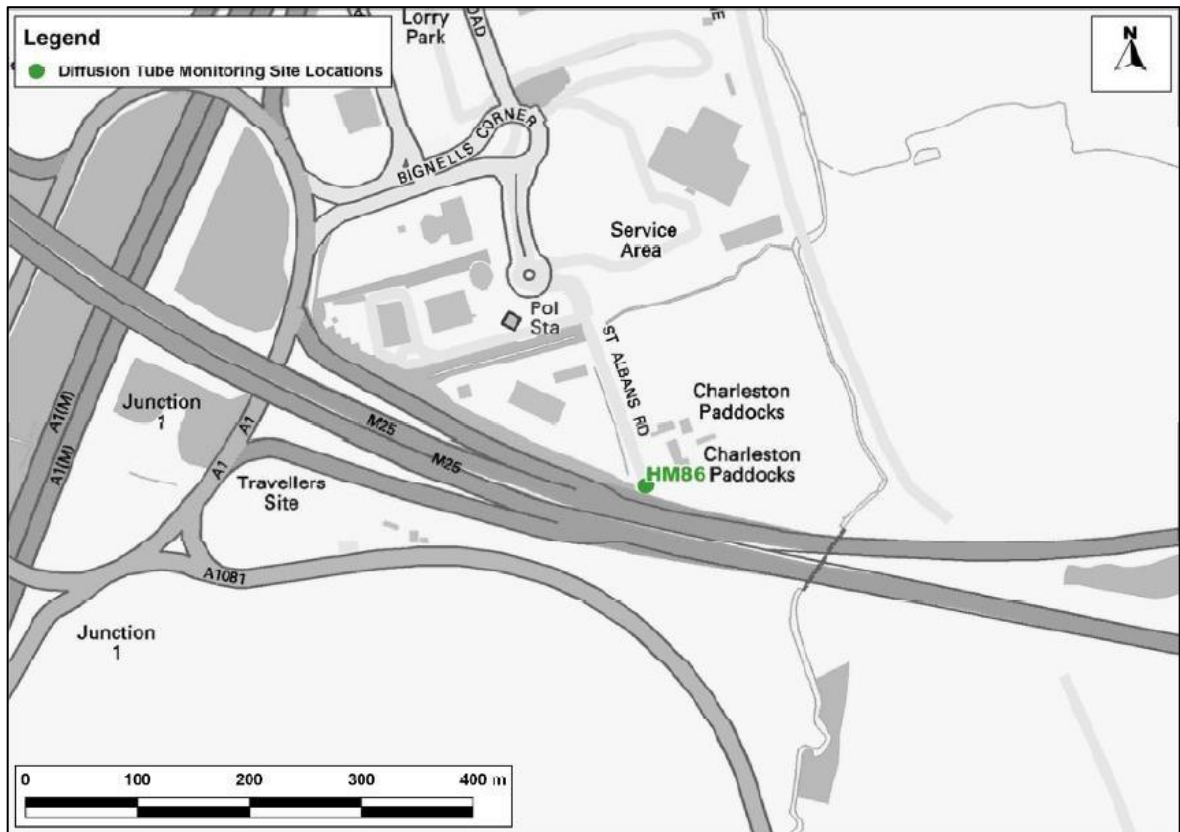 Legend
Diffusion Tube Monitoring Site Locations
Lorry
Park
OAD
NE
N
BIGNELLS CORNER
Service
Area
Pol
Sta
ST ALBANS RD
Charleston
Paddocks
Charleston
HM86 Paddocks
A1(M)
A1(M)
Junction
1
A1
A1
M25
M25
Travellers
Site
A1081
Junction
1
0 100 200 300 400 m